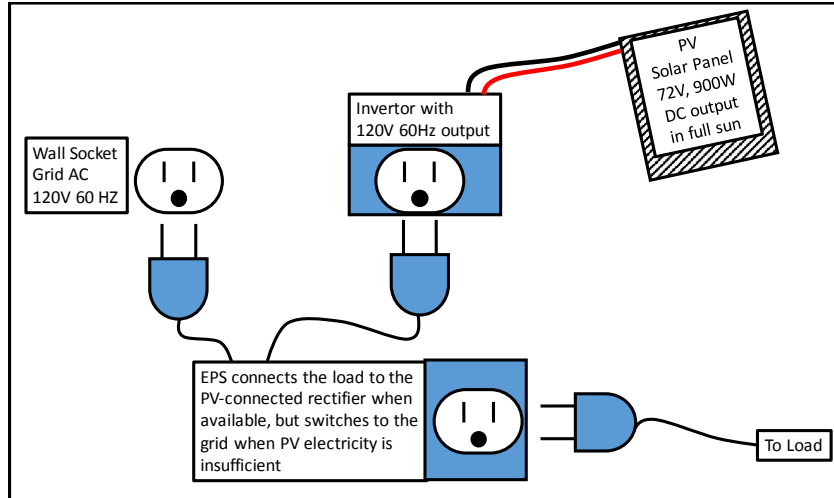 PV
Solar Panel
72V, 900W
DC output
in full sun
Invertor with
120V 60Hz output
Wall Socket
Grid AC
120V 60 HZ
EPS connects the load to the
PV-connected rectifier when
available, but switches to the
grid when PV electricity is
insufficient
To Load